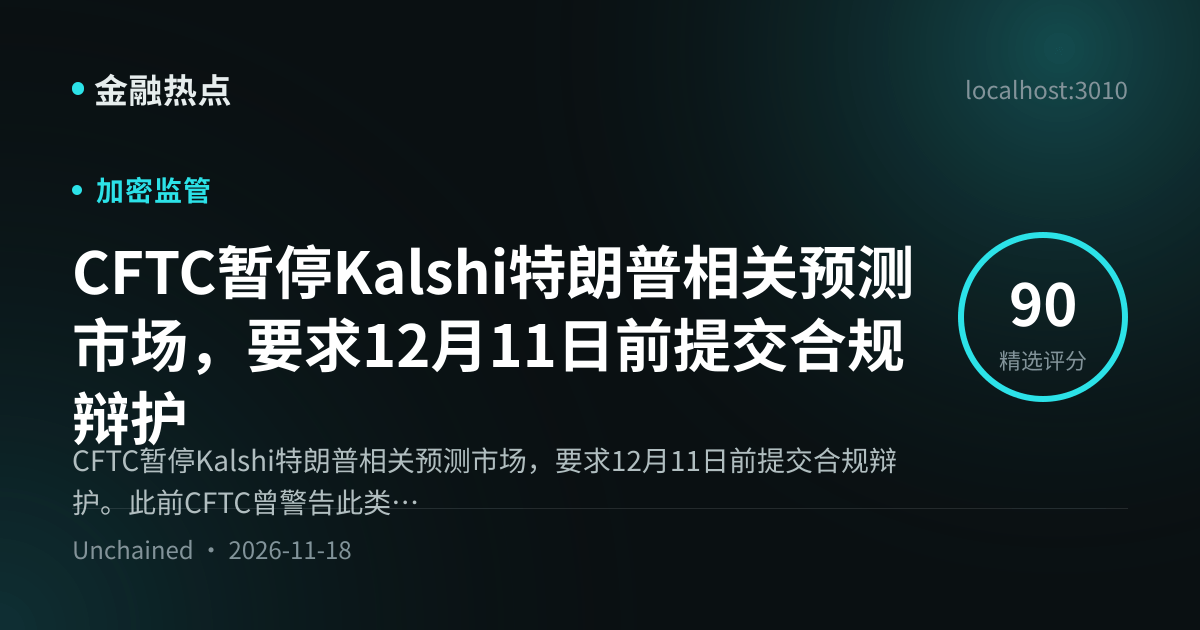 金融热点
localhost:3010
加密监管
CFTC暂停Kalshi特朗普相关预测
市场，要求12月11日前提交合规
辩护
90
精选评分
CFTC暂停Kalshi特朗普相关预测市场，要求12月11日前提交合规辩
护。此前CFTC曾警告此类…
Unchained · 2026-11-18